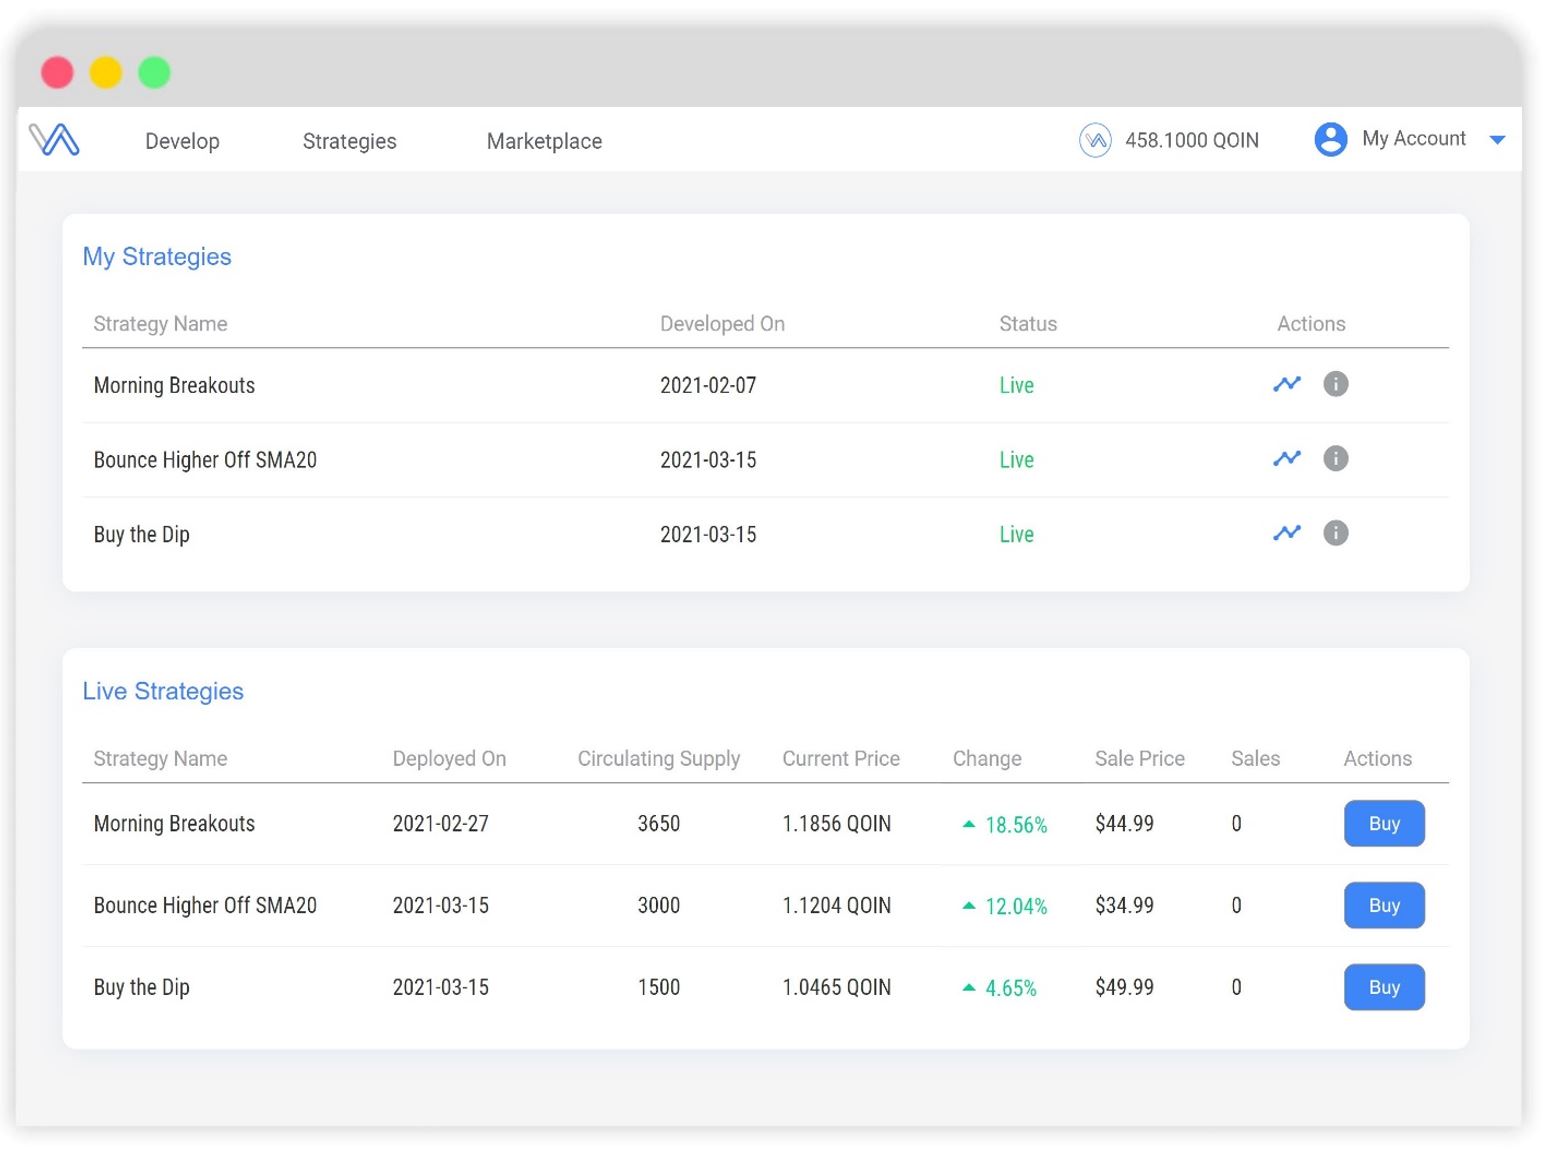 Develop Strategies Marketplace 458.1000 QOIN My Account
My Strategies
Strategy Name Developed On Status Actions
Morning Breakouts 2021-02-07 Live
Bounce Higher Off SMA20 2021-03-15 Live
Buy the Dip 2021-03-15 Live
Live Strategies
Strategy Name Deployed On Circulating Supply Current Price Change Sale Price Sales Actions
Morning Breakouts 2021-02-27 3650 1.1856 QOIN 18.56% $44.99 0 Buy
Bounce Higher Off SMA20 2021-03-15 3000 1.1204 QOIN 12.04% $34.99 0 Buy
Buy the Dip 2021-03-15 1500 1.0465 QOIN 4.65% $49.99 0 Buy